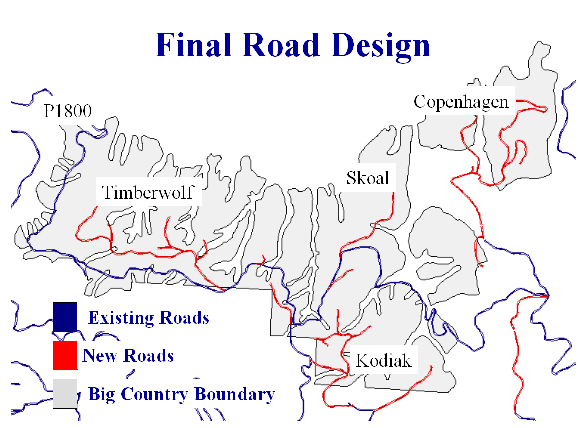 Final Road Design
Copenhagen
P1800
Skoal
Timberwolf
Existing Roads
New Roads
Kodiak
Big Country Boundary